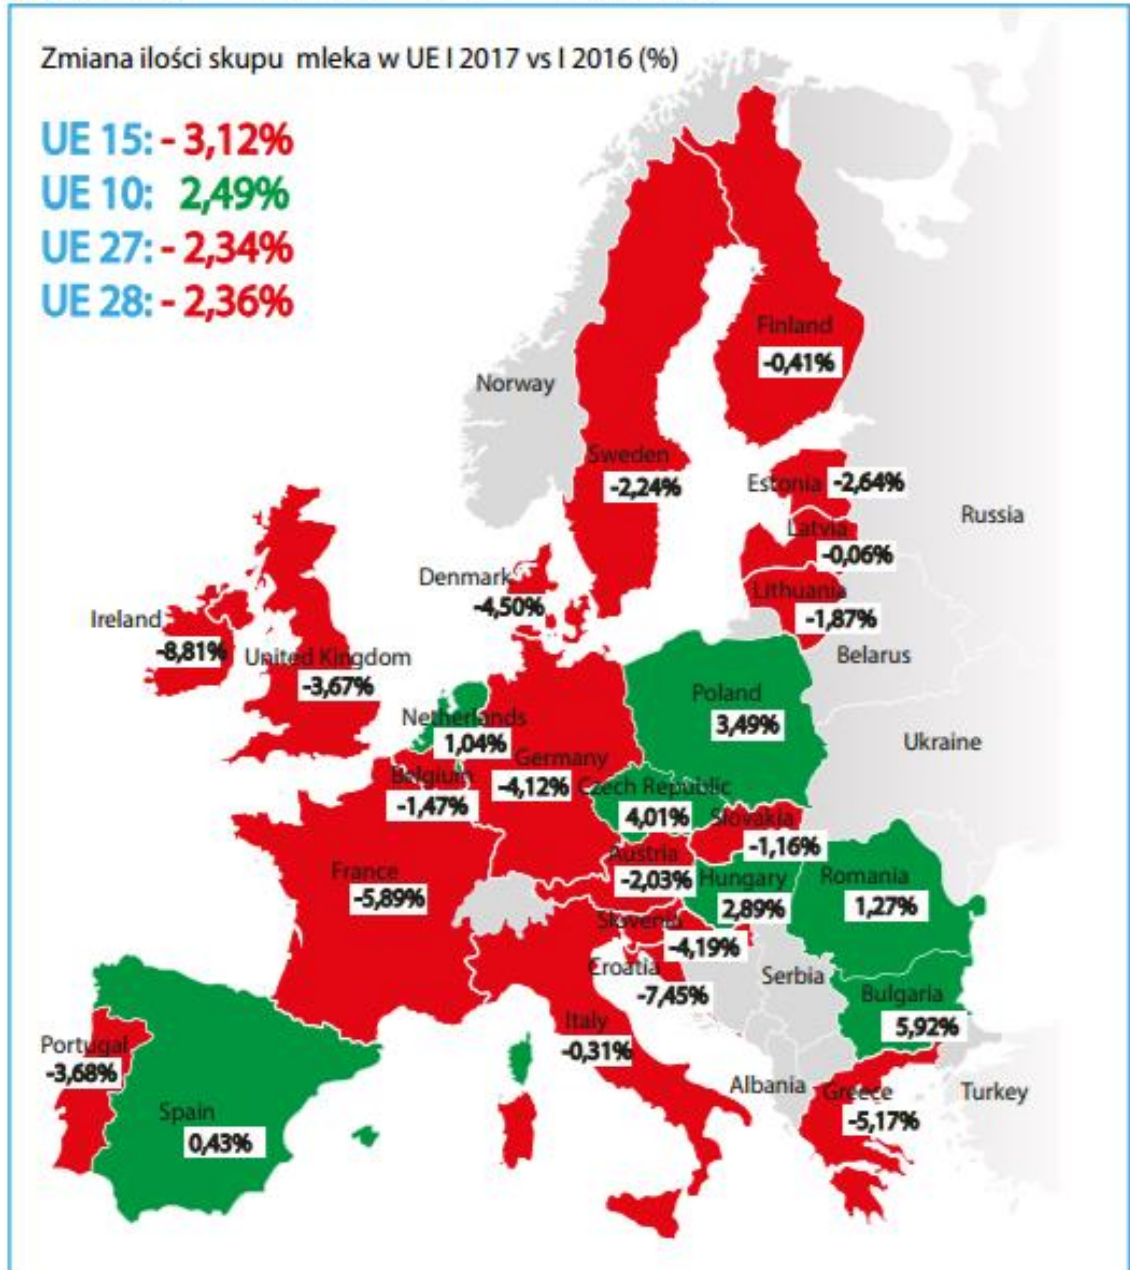 Zmiana ilości skupu mleka w UE I 2017 vs I 2016 (%)
UE 15: - 3,12%
UE 10: 2,49%
UE 27: - 2,34%
UE 28: - 2,36%
Finland
-0,41%
Norway
Sweden
-2,24%
Estonia -2,64%
Russia
Latvia
-0,06%
Denmark
-4,50%
Lithuania
-1,87%
Ireland
-8,81%
United Kingdom
-3,67%
Belarus
Poland
3,49%
Netherlands
1,04%
Ukraine
Germany
-4,12%
Belgium
-1,47%
Czech Republic
4,01%
Slovakia
-1,16%
Austria
-2,03%
France
-5,89%
Hungary
2,89%
Romania
1,27%
Slovenia
-4,19%
Croatia
-7,45%
Serbia
Bulgaria
5,92%
Italy
-0,31%
Portugal
-3,68%
Albania
Greece
-5,17%
Turkey
Spain
0,43%